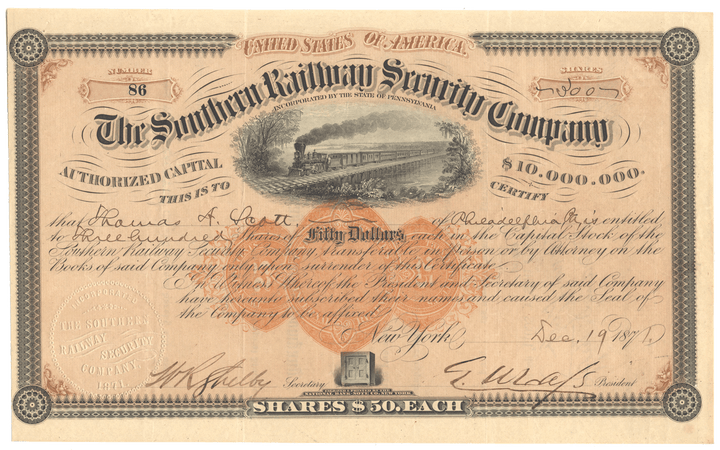 UNITED STATES OF AMERICA.
NUMBER
86
SHARES
300
The Southern Railway Security Company
INCORPORATED BY THE STATE OF PENNSYLVANIA
AUTHORIZED CAPITAL
$10.000.000.
THIS IS TO
CERTIFY
that Thomas A. Scott of Philadelphia Pa is entitled
to Three hundred Shares of Fifty Dollars each in the Capital Stock of the
Southern Railway Security Company, transferable in Person or by Attorney on the
Books of said Company only upon surrender of this Certificate.
In Witness Whereof the President and Secretary of said Company
have hereunto subscribed their names and caused the Seal of
the Company to be affixed.
New York Dec. 19 1871
THE SOUTHERN
RAILWAY SECURITY
COMPANY
1871
Secretary
President
SHARES $50. EACH